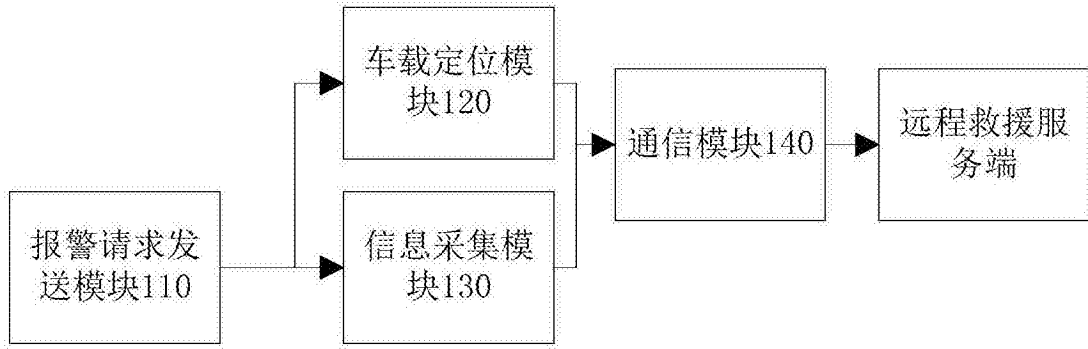 车载定位模
块120
通信模块140
远程救援服
务端
报警请求发
送模块110
信息采集模
块130